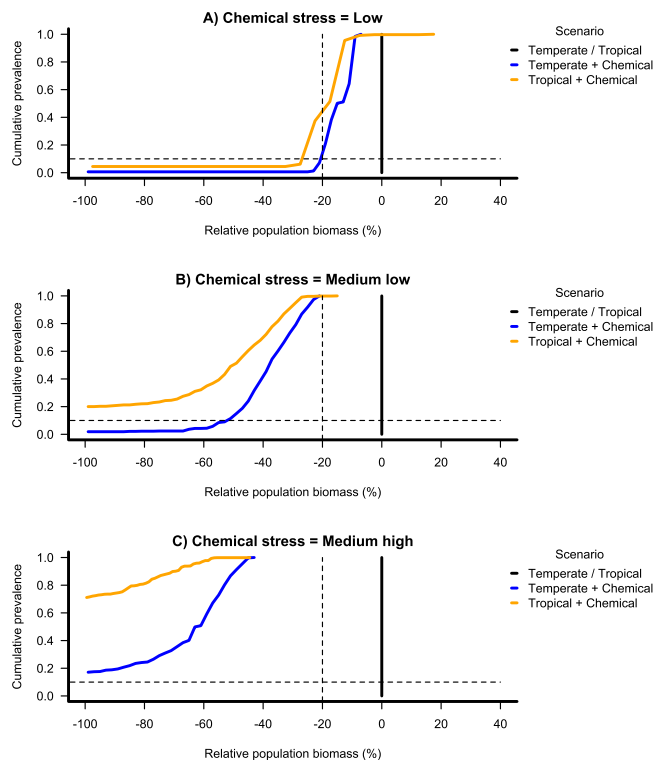 A) Chemical stress = Low
Cumulative prevalence
1.0
0.8
0.6
0.4
0.2
0.0
-100 -80 -60 -40 -20 0 20 40
Relative population biomass (%)
Scenario
Temperate / Tropical
Temperate + Chemical
Tropical + Chemical
B) Chemical stress = Medium low
Cumulative prevalence
1.0
0.8
0.6
0.4
0.2
0.0
-100 -80 -60 -40 -20 0 20 40
Relative population biomass (%)
Scenario
Temperate / Tropical
Temperate + Chemical
Tropical + Chemical
C) Chemical stress = Medium high
Cumulative prevalence
1.0
0.8
0.6
0.4
0.2
0.0
-100 -80 -60 -40 -20 0 20 40
Relative population biomass (%)
Scenario
Temperate / Tropical
Temperate + Chemical
Tropical + Chemical